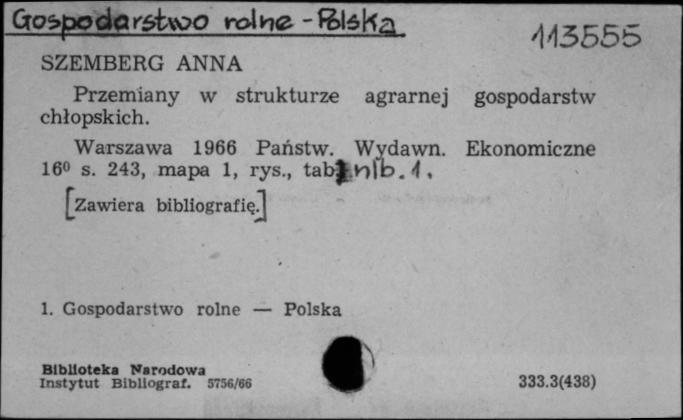 Gospodarstwo rolne - Polska
113555
SZEMBERG ANNA
Przemiany w strukturze agrarnej gospodarstw
chłopskich.
Warszawa 1966 Państw. Wydawn. Ekonomiczne
16⁰ s. 243, mapa 1, rys., tab, nlb. 1.
[Zawiera bibliografię.]
1. Gospodarstwo rolne — Polska
Biblioteka Narodowa
Instytut Bibliograf. 5756/66
333.3(438)